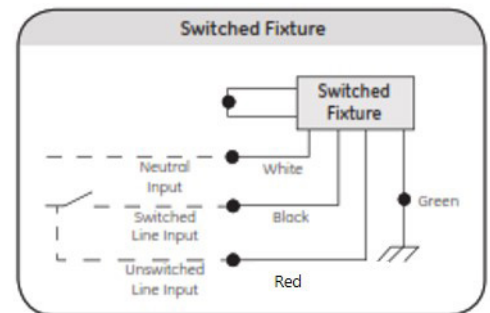 Switched Fixture
Switched
Fixture
Neutral
Input
White
Switched
Line Input
Black
Green
Unswitched
Line Input
Red